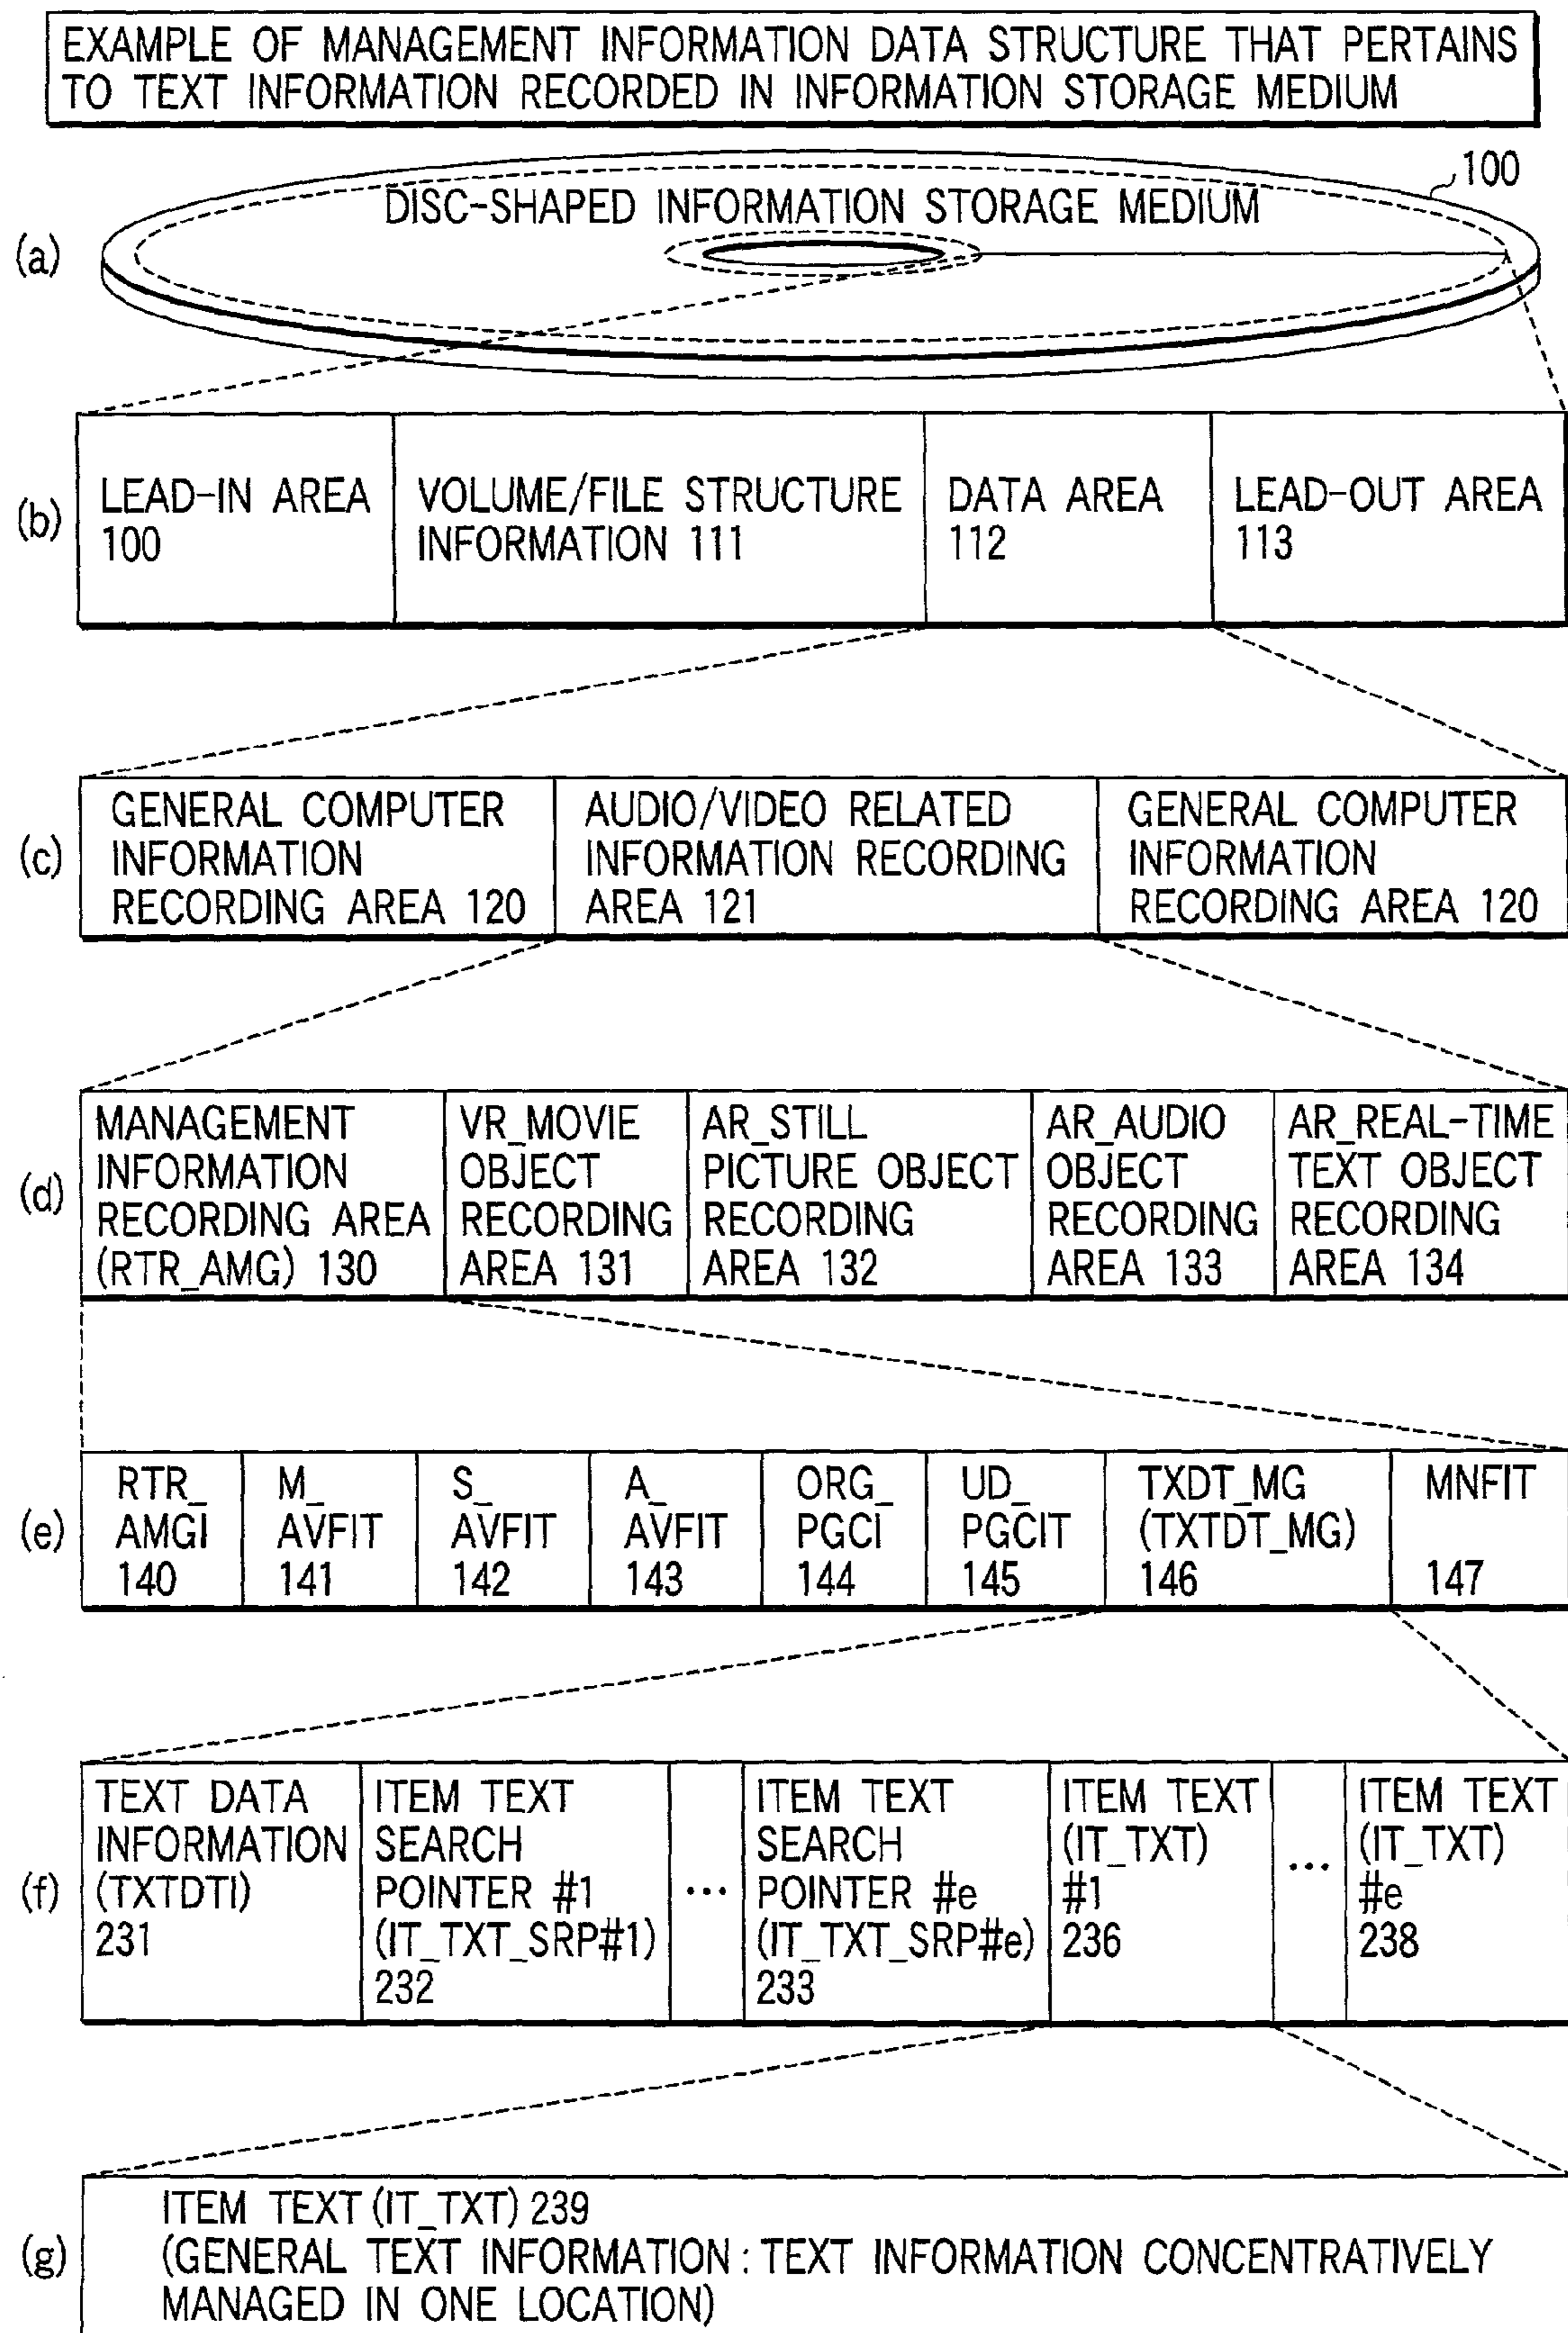 EXAMPLE OF MANAGEMENT INFORMATION DATA STRUCTURE THAT PERTAINS
TO TEXT INFORMATION RECORDED IN INFORMATION STORAGE MEDIUM
100
DISC-SHAPED INFORMATION STORAGE MEDIUM
(a)
(b)
LEAD-IN AREA
100
VOLUME/FILE STRUCTURE
INFORMATION 111
DATA AREA
112
LEAD-OUT AREA
113
(c)
GENERAL COMPUTER
INFORMATION
RECORDING AREA 120
AUDIO/VIDEO RELATED
INFORMATION RECORDING
AREA 121
GENERAL COMPUTER
INFORMATION
RECORDING AREA 120
(d)
MANAGEMENT
INFORMATION
RECORDING AREA
(RTR_AMG) 130
VR_MOVIE
OBJECT
RECORDING
AREA 131
AR_STILL
PICTURE OBJECT
RECORDING
AREA 132
AR_AUDIO
OBJECT
RECORDING
AREA 133
AR_REAL-TIME
TEXT OBJECT
RECORDING
AREA 134
(e)
RTR_
AMGI
140
M_
AVFIT
141
S_
AVFIT
142
A_
AVFIT
143
ORG_
PGCI
144
UD_
PGCIT
145
TXDT_MG
(TXTDT_MG)
146
MNFIT
147
(f)
TEXT DATA
INFORMATION
(TXTDTI)
231
ITEM TEXT
SEARCH
POINTER #1
(IT_TXT_SRP#1)
232
...
ITEM TEXT
SEARCH
POINTER #e
(IT_TXT_SRP#e)
233
ITEM TEXT
(IT_TXT)
#1
236
...
ITEM TEXT
(IT_TXT)
#e
238
(g)
ITEM TEXT (IT_TXT) 239
(GENERAL TEXT INFORMATION : TEXT INFORMATION CONCENTRATIVELY
MANAGED IN ONE LOCATION)